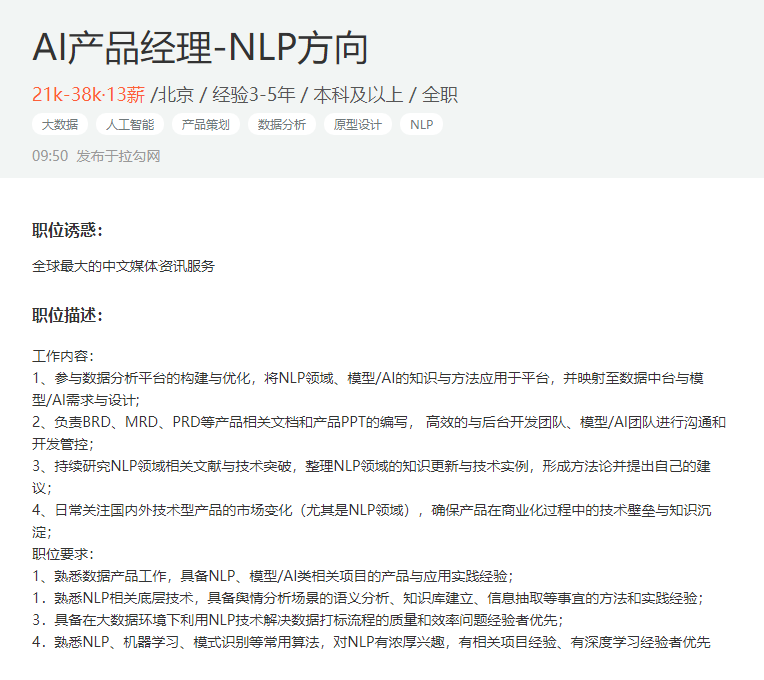 AI产品经理-NLP方向
21k-38k·13薪 /北京 / 经验3-5年 / 本科及以上 / 全职
大数据 人工智能 产品策划 数据分析 原型设计 NLP
09:50 发布于拉勾网
职位诱惑：
全球最大的中文媒体资讯服务
职位描述：
工作内容：
1、参与数据分析平台的构建与优化，将NLP领域、模型/AI的知识与方法应用于平台，并映射至数据中台与模
型/AI需求与设计；
2、负责BRD、MRD、PRD等产品相关文档和产品PPT的编写， 高效的与后台开发团队、模型/AI团队进行沟通和
开发管控；
3、持续研究NLP领域相关文献与技术突破，整理NLP领域的知识更新与技术实例，形成方法论并提出自己的建
议；
4、日常关注国内外技术型产品的市场变化（尤其是NLP领域），确保产品在商业化过程中的技术壁垒与知识沉
淀；
职位要求：
1、熟悉数据产品工作，具备NLP、模型/AI类相关项目的产品与应用实践经验；
1．熟悉NLP相关底层技术，具备舆情分析场景的语义分析、知识库建立、信息抽取等事宜的方法和实践经验；
3．具备在大数据环境下利用NLP技术解决数据打标流程的质量和效率问题经验者优先；
4．熟悉NLP、机器学习、模式识别等常用算法，对NLP有浓厚兴趣，有相关项目经验、有深度学习经验者优先